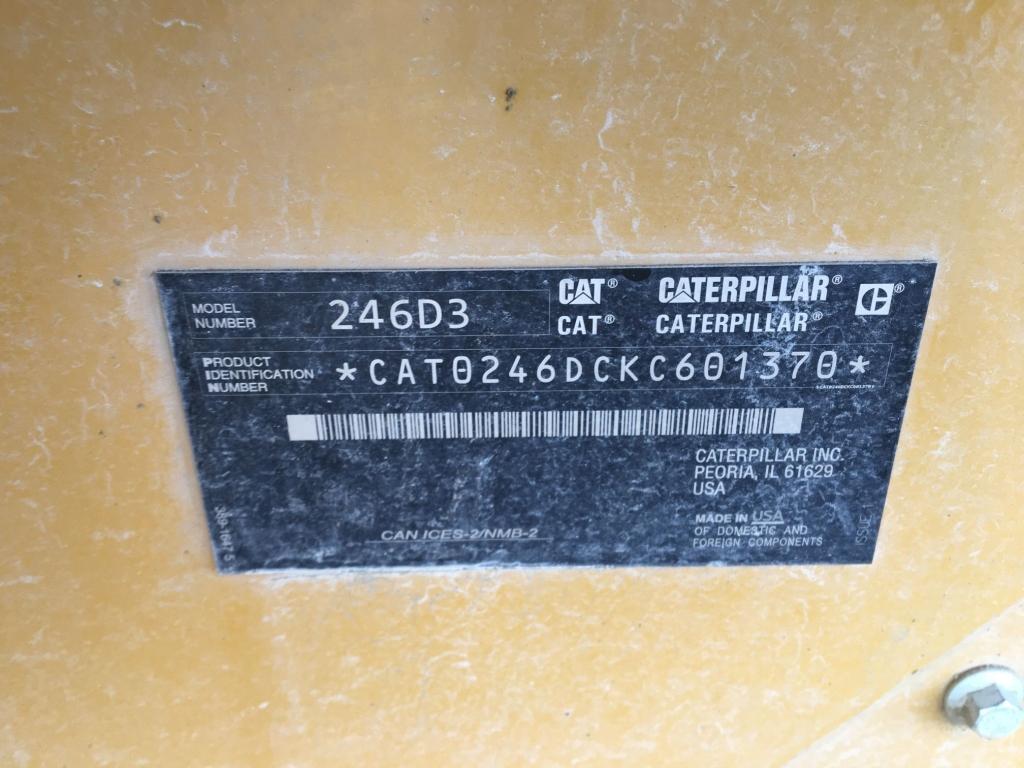 MODEL
NUMBER
246D3
CAT® CATERPILLAR® C®
CAT® CATERPILLAR®
PRODUCT
IDENTIFICATION
NUMBER
*CAT0246DCKC601370*
*CAT0246DCKC601370*
CATERPILLAR INC.
PEORIA, IL 61629
USA
MADE IN USA
OF DOMESTIC AND
FOREIGN COMPONENTS
CAN ICES-2/NMB-2